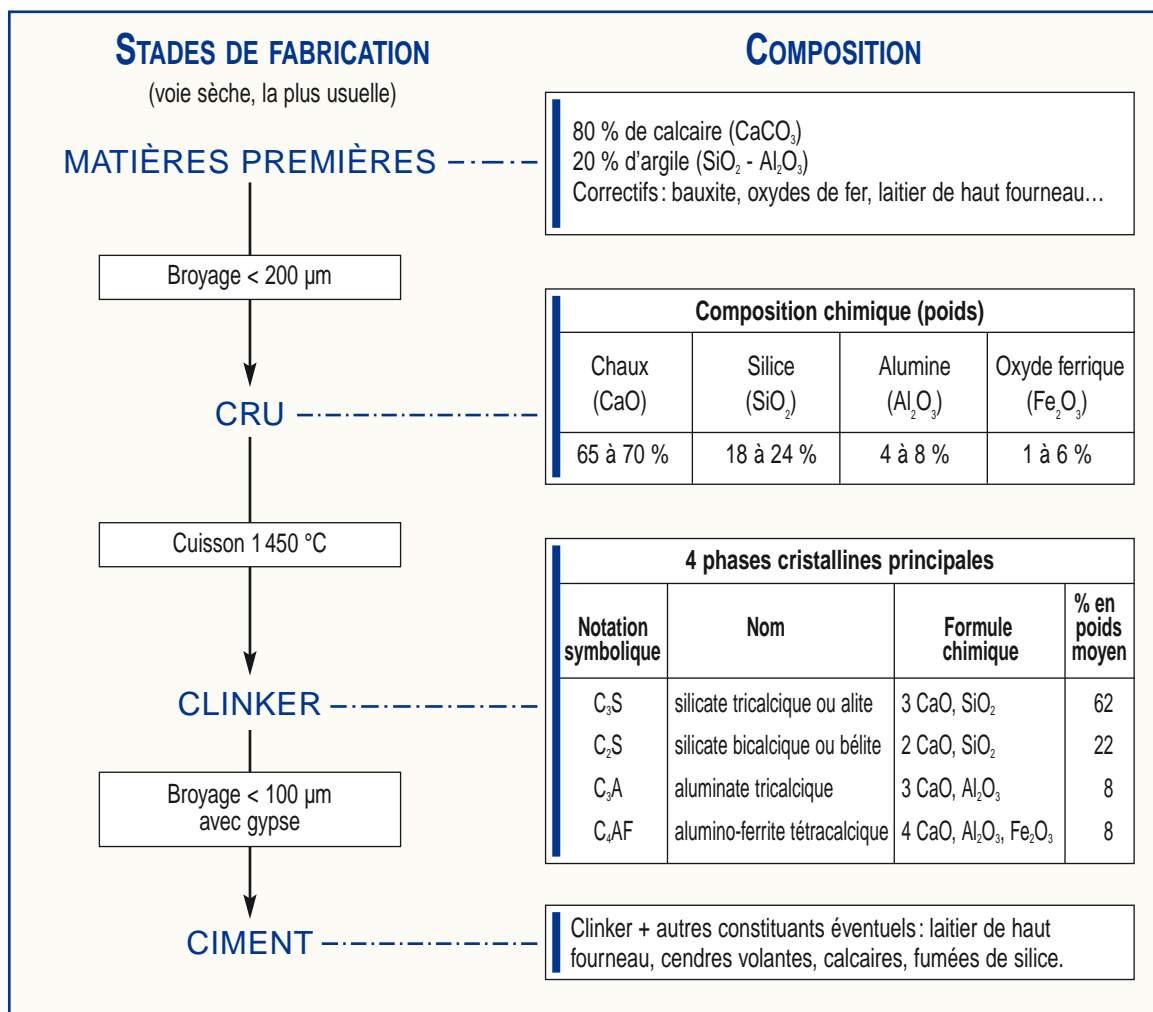 STADES DE FABRICATION
(voie sèche, la plus usuelle)
COMPOSITION
MATIÈRES PREMIÈRES
80 % de calcaire (CaCO₃)
20 % d'argile (SiO₂ - Al₂O₃)
Correctifs : bauxite, oxydes de fer, laitier de haut fourneau…
Broyage < 200 µm
CRU
Composition chimique (poids)
Chaux (CaO) Silice (SiO₂) Alumine (Al₂O₃) Oxyde ferrique (Fe₂O₃)
65 à 70 % 18 à 24 % 4 à 8 % 1 à 6 %
Cuisson 1 450 °C
CLINKER
4 phases cristallines principales
Notation symbolique Nom Formule chimique % en poids moyen
C₃S silicate tricalcique ou alite 3 CaO, SiO₂ 62
C₂S silicate bicalcique ou bélite 2 CaO, SiO₂ 22
C₃A aluminate tricalcique 3 CaO, Al₂O₃ 8
C₄AF alumino-ferrite tétracalcique 4 CaO, Al₂O₃, Fe₂O₃ 8
Broyage < 100 µm
avec gypse
CIMENT
Clinker + autres constituants éventuels : laitier de haut
fourneau, cendres volantes, calcaires, fumées de silice.